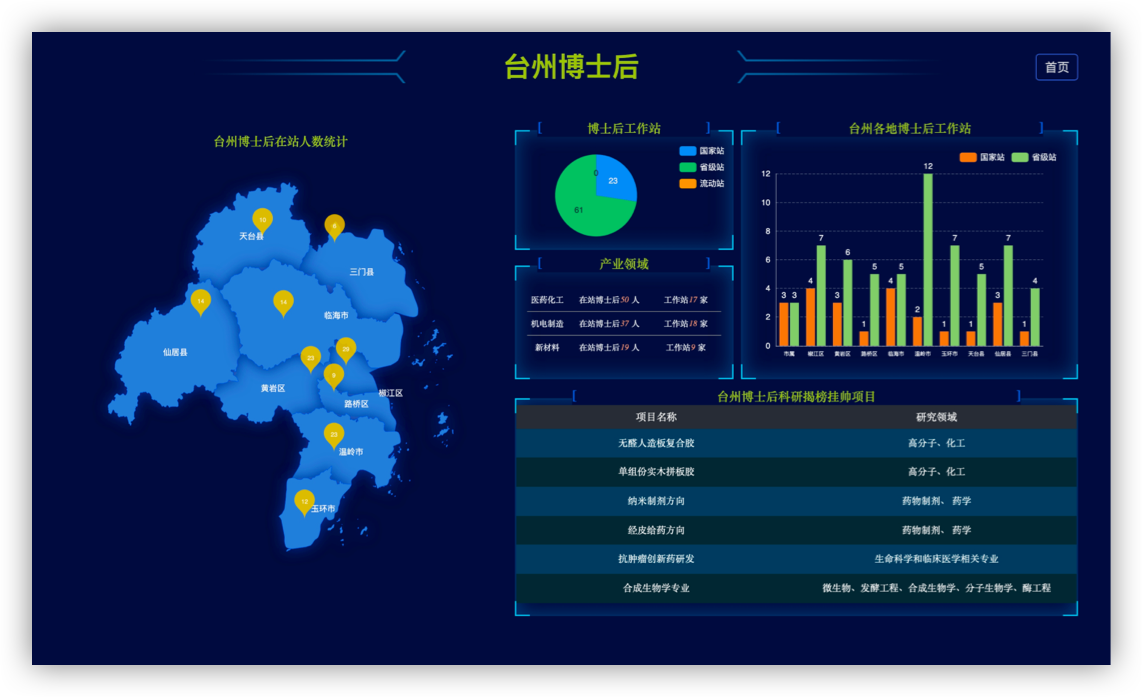 台州博士后
首页
台州博士后在站人数统计
10
天台县
6
三门县
14
14
临海市
仙居县
23
29
9
黄岩区
椒江区
路桥区
23
温岭市
12
玉环市
博士后工作站
国家站
省级站
流动站
0
23
61
产业领域
医药化工 在站博士后50 人 工作站17 家
机电制造 在站博士后37 人 工作站18 家
新材料 在站博士后19 人 工作站9 家
台州各地博士后工作站
国家站 省级站
12
10
8
6
4
2
0
3 3 4 7 3 6 1 5 4 5 2 12 1 7 1 5 3 7 1 4
市属 椒江区 黄岩区 路桥区 临海市 温岭市 玉环市 天台县 仙居县 三门县
台州博士后科研揭榜挂帅项目
项目名称 研究领域
无醛人造板复合胶 高分子、化工
单组份实木拼板胶 高分子、化工
纳米制剂方向 药物制剂、 药学
经皮给药方向 药物制剂、 药学
抗肿瘤创新药研发 生命科学和临床医学相关专业
合成生物学专业 微生物、发酵工程、合成生物学、分子生物学、酶工程